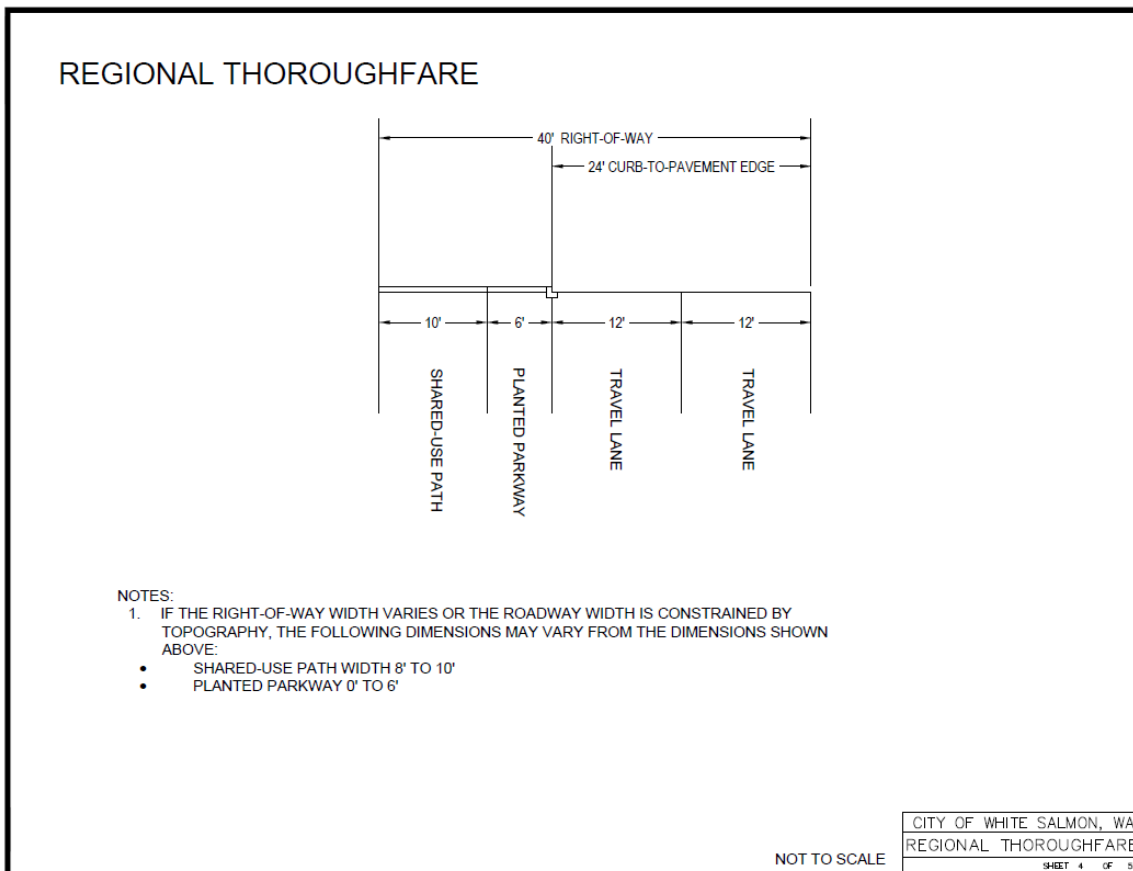 REGIONAL THOROUGHFARE
40' RIGHT-OF-WAY
24' CURB-TO-PAVEMENT EDGE
10'
6'
12'
12'
SHARED-USE PATH
PLANTED PARKWAY
TRAVEL LANE
TRAVEL LANE
NOTES:
1. IF THE RIGHT-OF-WAY WIDTH VARIES OR THE ROADWAY WIDTH IS CONSTRAINED BY
TOPOGRAPHY, THE FOLLOWING DIMENSIONS MAY VARY FROM THE DIMENSIONS SHOWN
ABOVE:
• SHARED-USE PATH WIDTH 8' TO 10'
• PLANTED PARKWAY 0' TO 6'
NOT TO SCALE
CITY OF WHITE SALMON, WA
REGIONAL THOROUGHFARE
SHEET 4 OF 5